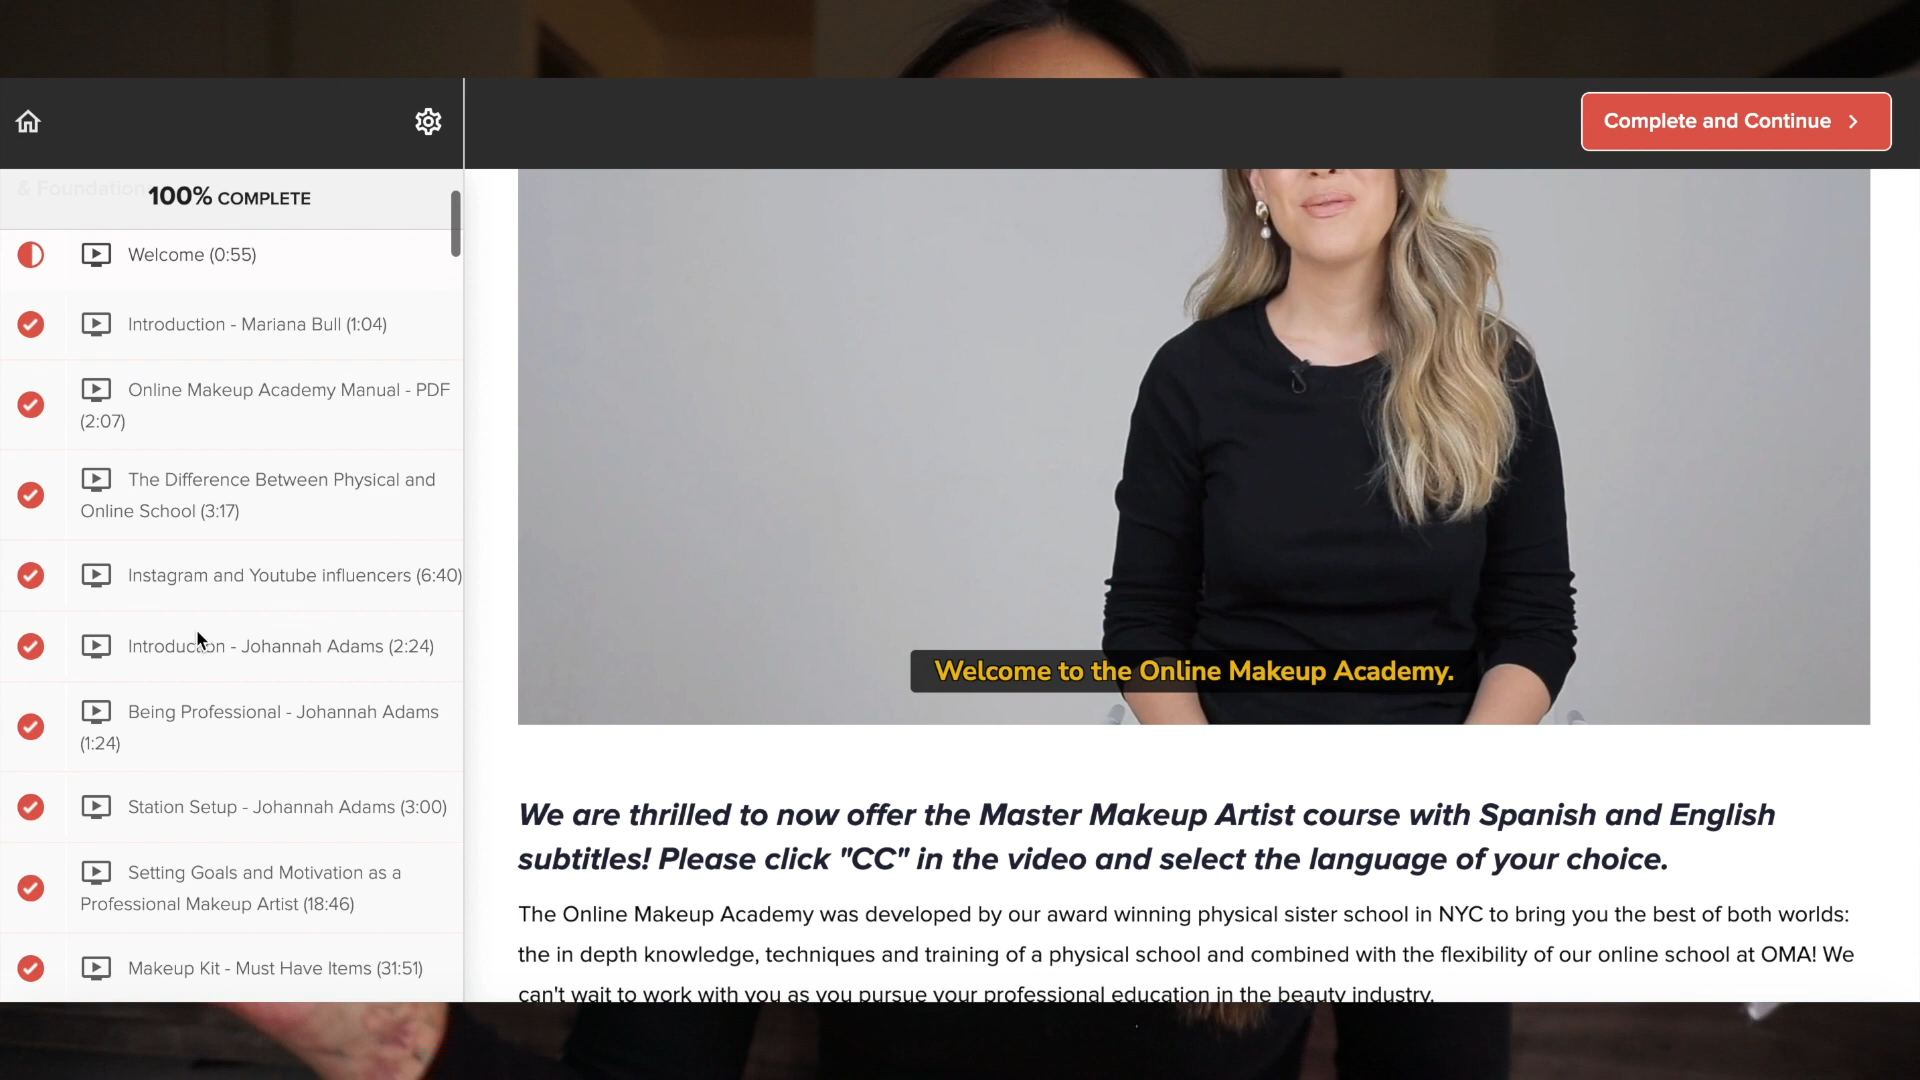 Complete and Continue
& Foundation
100% COMPLETE
Welcome (0:55)
Introduction - Mariana Bull (1:04)
Online Makeup Academy Manual - PDF
(2:07)
The Difference Between Physical and
Online School (3:17)
Instagram and Youtube influencers (6:40)
Introduction - Johannah Adams (2:24)
Being Professional - Johannah Adams
(1:24)
Station Setup - Johannah Adams (3:00)
Setting Goals and Motivation as a
Professional Makeup Artist (18:46)
Makeup Kit - Must Have Items (31:51)
Welcome to the Online Makeup Academy.
We are thrilled to now offer the Master Makeup Artist course with Spanish and English
subtitles! Please click "CC" in the video and select the language of your choice.
The Online Makeup Academy was developed by our award winning physical sister school in NYC to bring you the best of both worlds:
the in depth knowledge, techniques and training of a physical school and combined with the flexibility of our online school at OMA! We
can't wait to work with you as you pursue your professional education in the beauty industry.